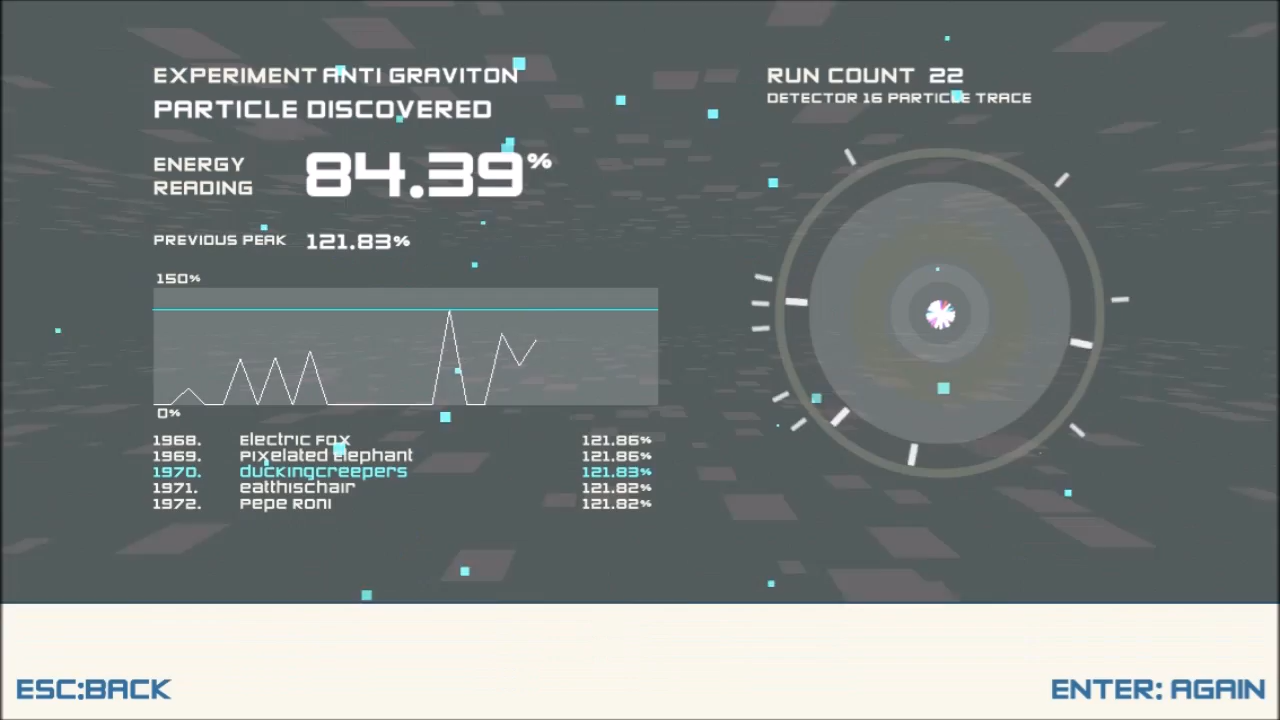 EXPERIMENT ANTI GRAVITON
PARTICLE DISCOVERED
ENERGY READING 84.39%
PREVIOUS PEAK 121.83%
150%
0%
1968. Electric Fox 121.86%
1969. Pixelated Elephant 121.86%
1970. duckingcreepers 121.83%
1971. eatthischair 121.82%
1972. Pepe Roni 121.82%
RUN COUNT 22
DETECTOR 16 PARTICLE TRACE
ESC:BACK
ENTER: AGAIN